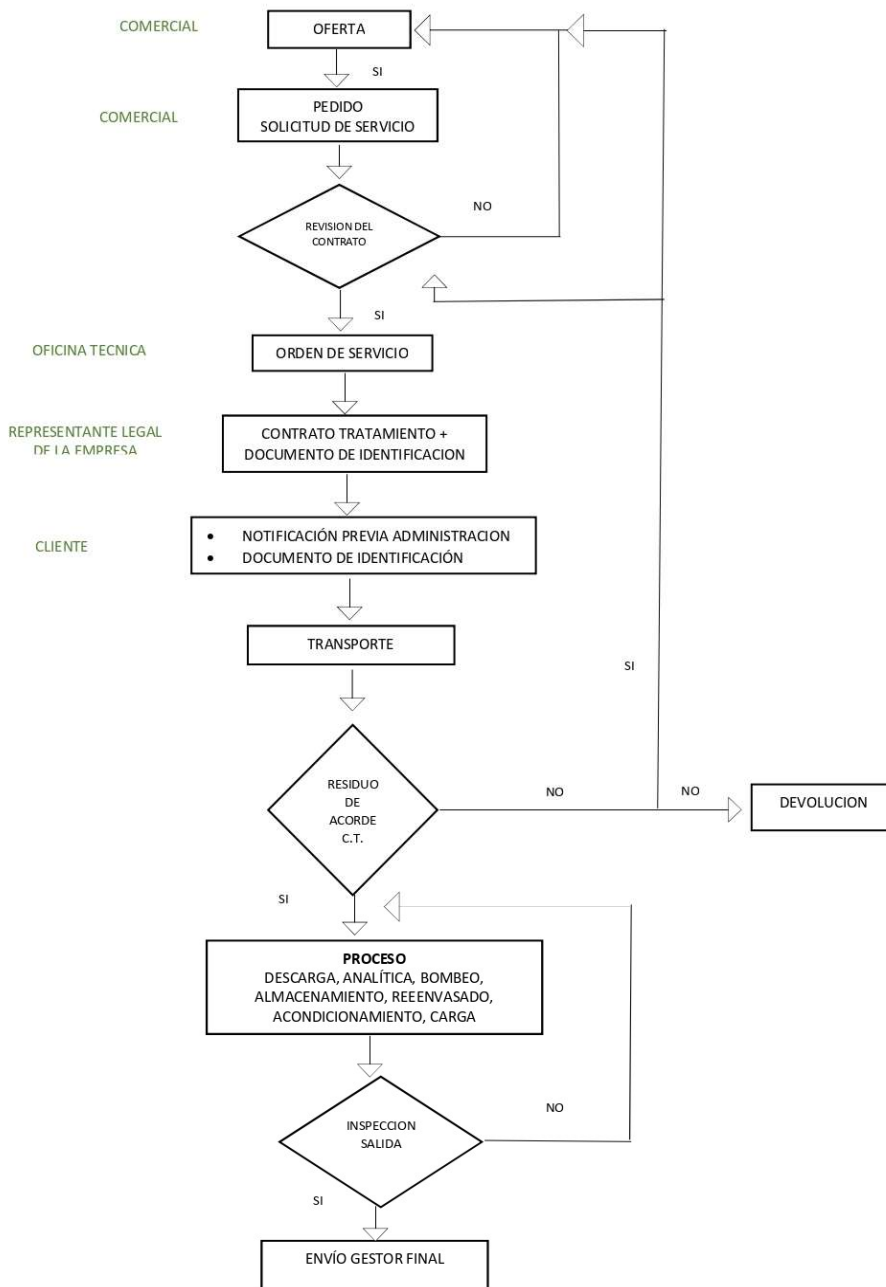 COMERCIAL
OFERTA
SI
COMERCIAL
PEDIDO
SOLICITUD DE SERVICIO
NO
REVISION DEL
CONTRATO
SI
OFICINA TECNICA
ORDEN DE SERVICIO
REPRESENTANTE LEGAL
DE LA EMPRESA
CONTRATO TRATAMIENTO +
DOCUMENTO DE IDENTIFICACION
CLIENTE
• NOTIFICACIÓN PREVIA ADMINISTRACION
• DOCUMENTO DE IDENTIFICACIÓN
TRANSPORTE
SI
RESIDUO
DE
ACORDE
C.T.
NO
NO
DEVOLUCION
SI
PROCESO
DESCARGA, ANALÍTICA, BOMBEO,
ALMACENAMIENTO, REEENVASADO,
ACONDICIONAMIENTO, CARGA
NO
INSPECCION
SALIDA
SI
ENVÍO GESTOR FINAL